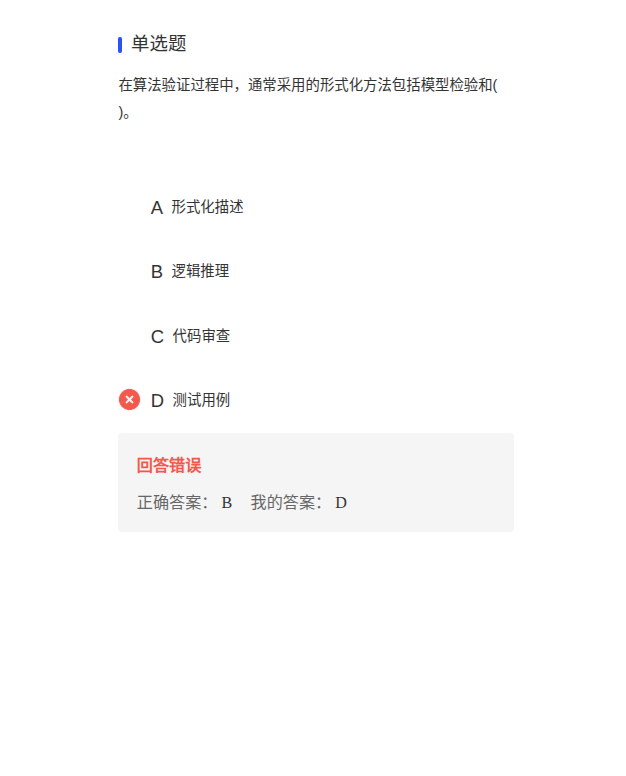 单选题
在算法验证过程中，通常采用的形式化方法包括模型检验和(
)。
A 形式化描述
B 逻辑推理
C 代码审查
D 测试用例
回答错误
正确答案： B 我的答案： D